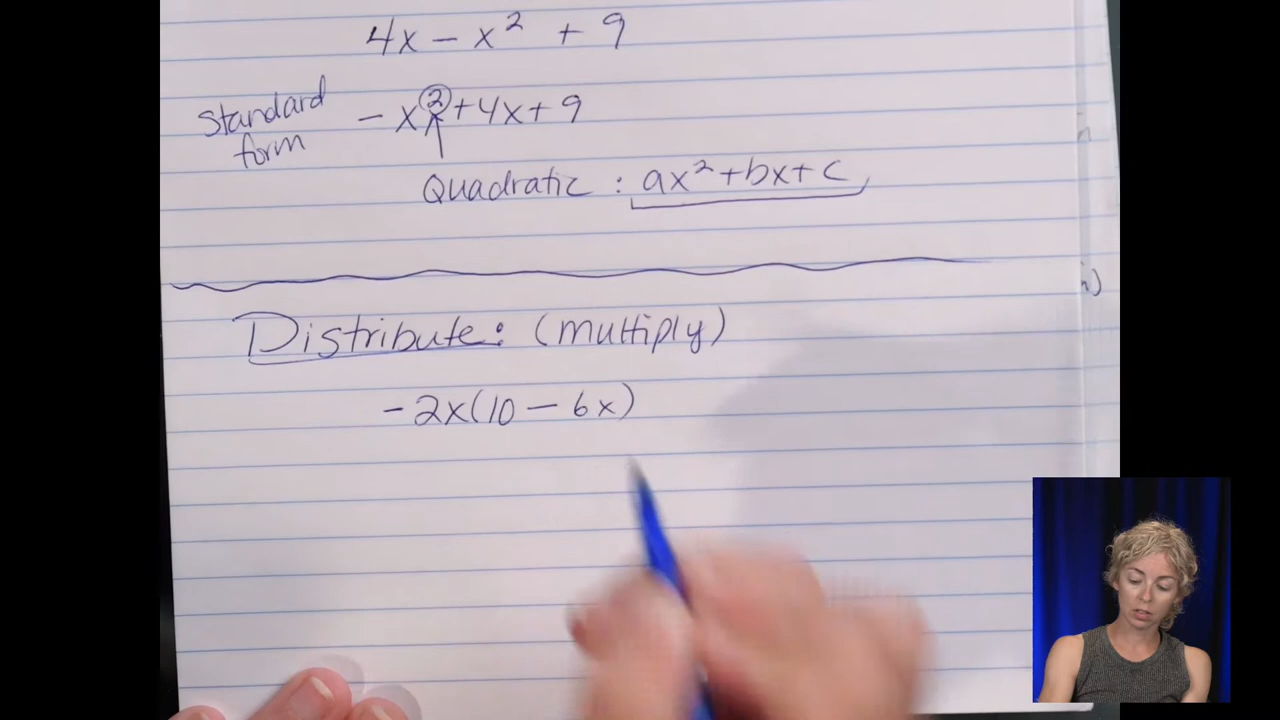 4x - x² + 9
Standard form
-x² + 4x + 9
Quadratic : ax² + bx + c
Distribute: (multiply)
-2x(10 - 6x)